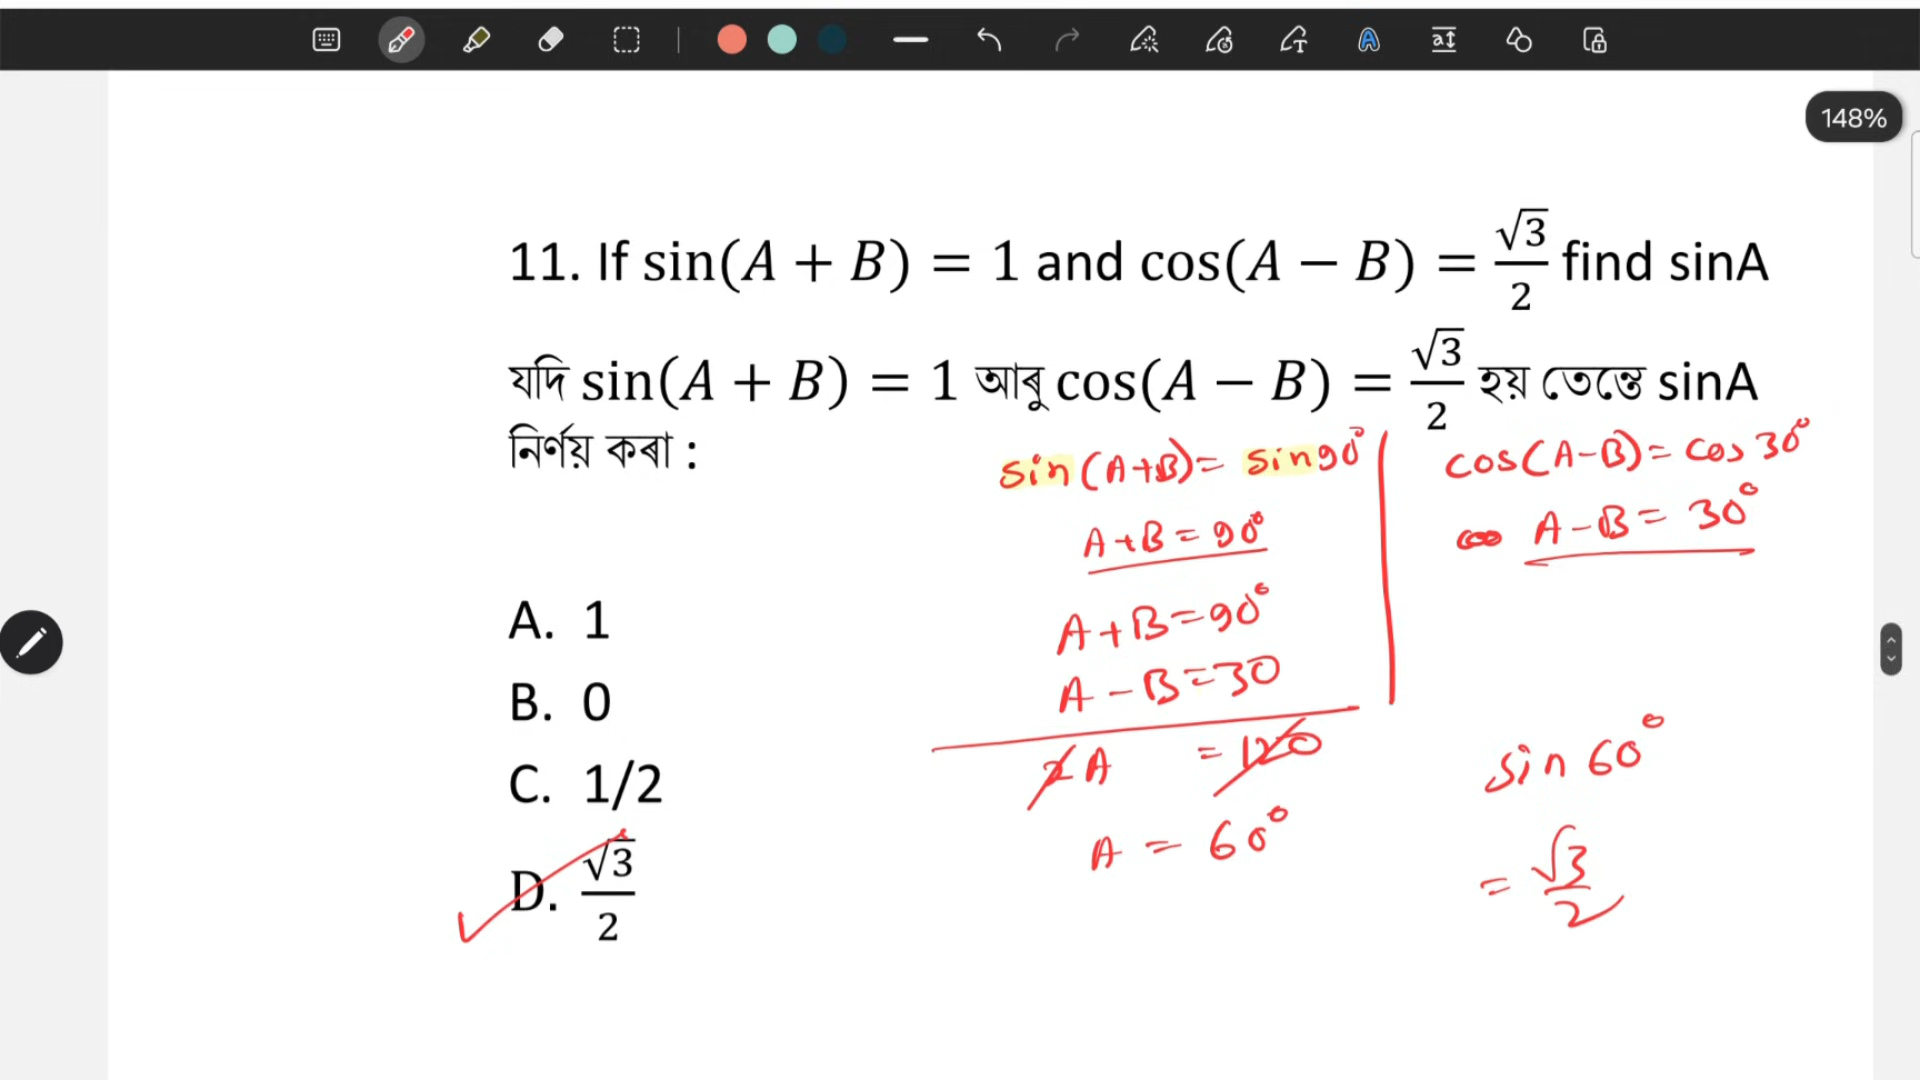 148%
11. If sin(A + B) = 1 and cos(A − B) = √3/2 find sinA
যদি sin(A + B) = 1 আৰু cos(A − B) = √3/2 হয় তেন্তে sinA
নিৰ্ণয় কৰা :
sin(A+B)= sin90°
A+B=90°
A+B=90°
A-B=30
2A = 120
A = 60°
cos(A-B)= cos 30°
A-B= 30°
sin 60°
= √3/2
A. 1
B. 0
C. 1/2
D. √3/2